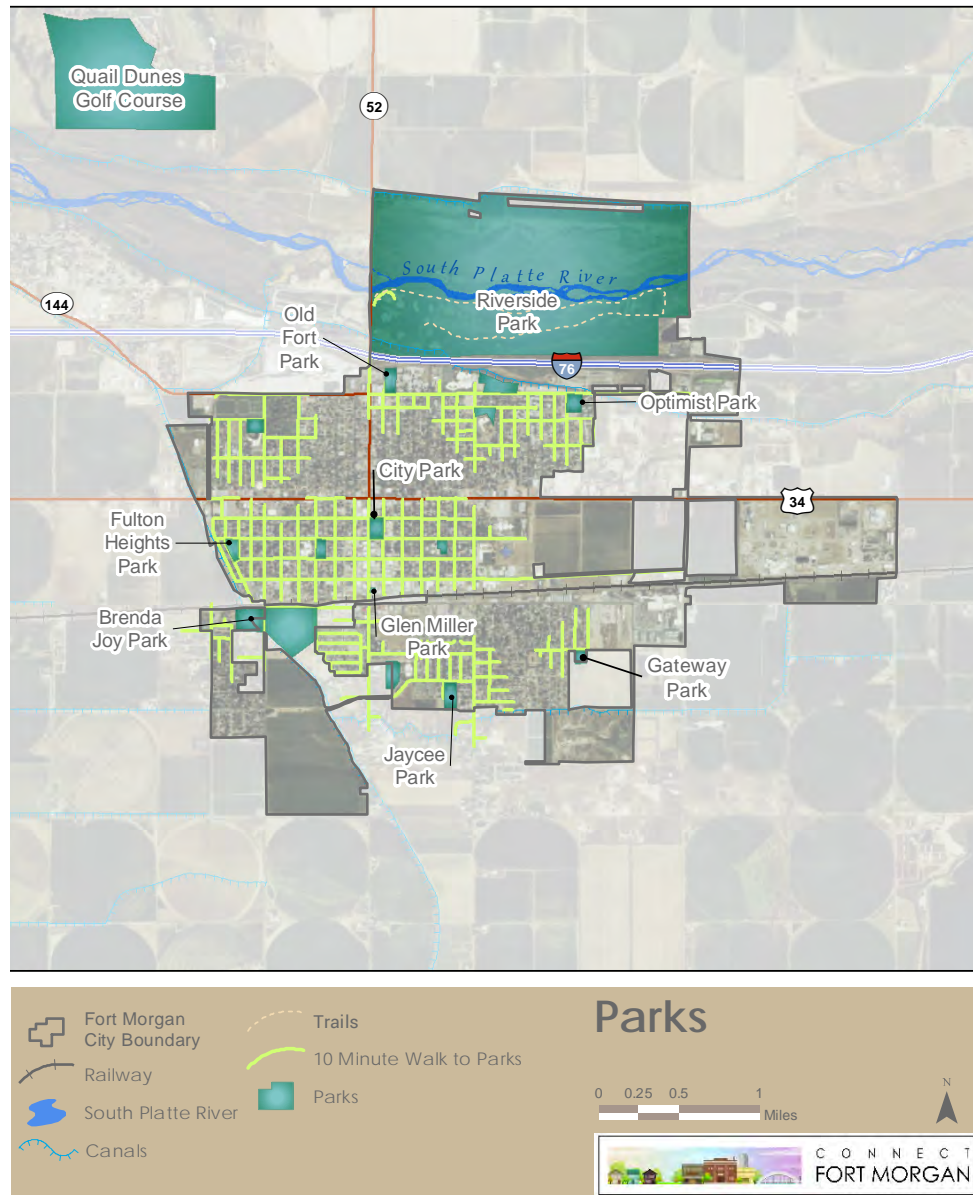 Quail Dunes
Golf Course
52
South Platte River
Riverside
Park
144
Old
Fort
Park
76
Optimist Park
City Park
34
Fulton
Heights
Park
Brenda
Joy Park
Glen Miller
Park
Gateway
Park
Jaycee
Park
Fort Morgan
City Boundary
Railway
South Platte River
Canals
Trails
10 Minute Walk to Parks
Parks
Parks
0 0.25 0.5 1
Miles
N
CONNECT
FORT MORGAN